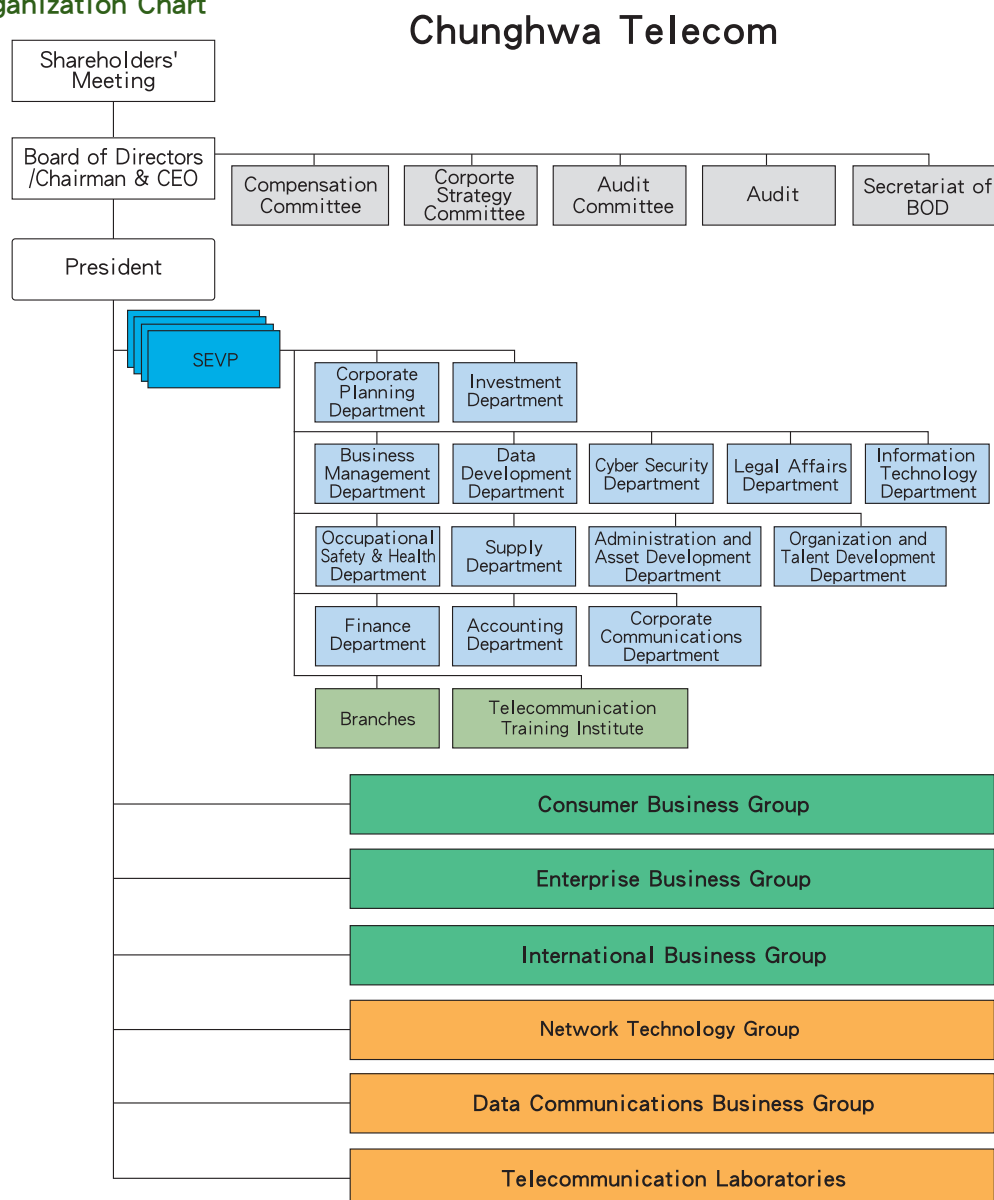 ganization Chart
Chunghwa Telecom
Shareholders'
Meeting
Board of Directors
/Chairman & CEO
Compensation
Committee
Corporte
Strategy
Committee
Audit
Committee
Audit
Secretariat of
BOD
President
SEVP
Corporate
Planning
Department
Investment
Department
Business
Management
Department
Data
Development
Department
Cyber Security
Department
Legal Affairs
Department
Information
Technology
Department
Occupational
Safety & Health
Department
Supply
Department
Administration and
Asset Development
Department
Organization and
Talent Development
Department
Finance
Department
Accounting
Department
Corporate
Communications
Department
Branches
Telecommunication
Training Institute
Consumer Business Group
Enterprise Business Group
International Business Group
Network Technology Group
Data Communications Business Group
Telecommunication Laboratories